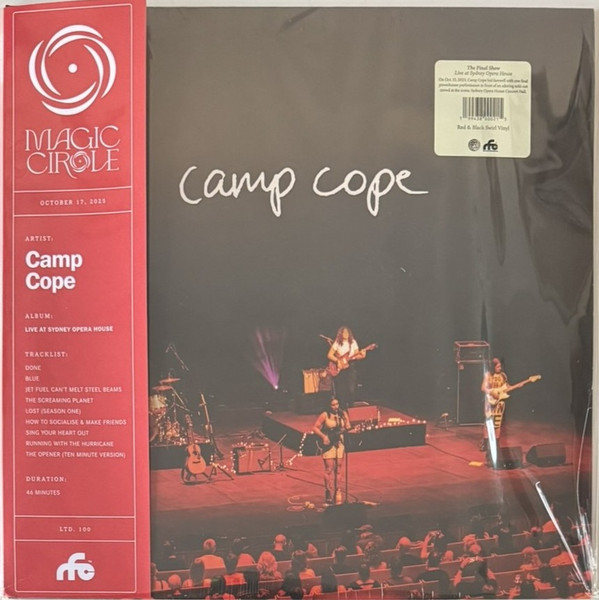 MAGIC
CIRCLE
OCTOBER 17, 2025
ARTIST:
Camp
Cope
ALBUM:
LIVE AT SYDNEY OPERA HOUSE
TRACKLIST:
DONE
BLUE
JET FUEL CAN'T MELT STEEL BEAMS
THE SCREAMING PLANET
LOST (SEASON ONE)
HOW TO SOCIALISE & MAKE FRIENDS
SING YOUR HEART OUT
RUNNING WITH THE HURRICANE
THE OPENER (TEN MINUTE VERSION)
DURATION:
46 MINUTES
LTD. 100
rfc
camp cope
The Final Show
Live at Sydney Opera House
Red & Black Swirl Vinyl
rfc